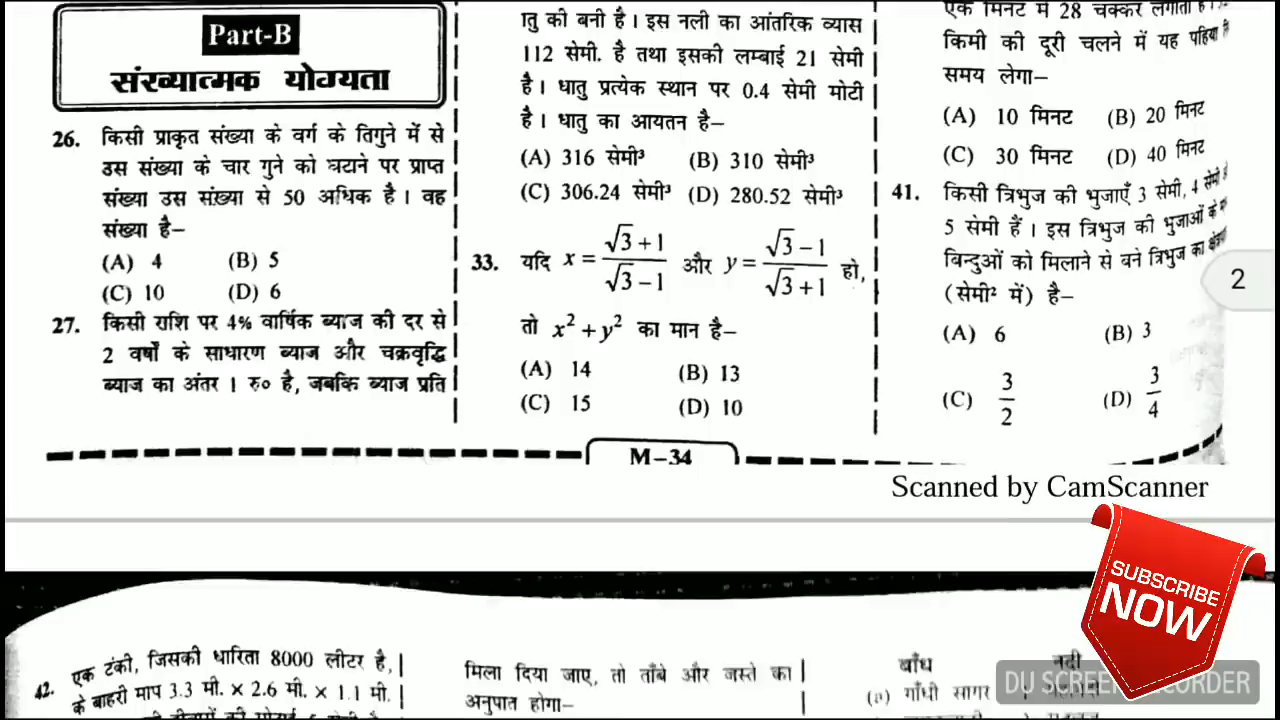 Part-B
संख्यात्मक योग्यता
26. किसी प्राकृत संख्या के वर्ग के तिगुने में से
उस संख्या के चार गुने को घटाने पर प्राप्त
संख्या उस संख्या से 50 अधिक है। वह
संख्या है–
(A) 4 (B) 5
(C) 10 (D) 6
27. किसी राशि पर 4% वार्षिक ब्याज की दर से
2 वर्षों के साधारण ब्याज और चक्रवृद्धि
ब्याज का अंतर 1 रु० है, जबकि ब्याज प्रति
की बनी है। इस नली का आंतरिक व्यास
112 सेमी. है तथा इसकी लम्बाई 21 सेमी
है। धातु प्रत्येक स्थान पर 0.4 सेमी मोटी
है। धातु का आयतन है–
(A) 316 सेमी³ (B) 310 सेमी³
(C) 306.24 सेमी³ (D) 280.52 सेमी³
33. यदि x = (√3+1)/(√3−1) और y = (√3−1)/(√3+1) हो,
तो x² + y² का मान है–
(A) 14 (B) 13
(C) 15 (D) 10
एक मिनट में 28 चक्कर लगाता है।
किमी की दूरी चलने में यह पहिया
समय लेगा–
(A) 10 मिनट (B) 20 मिनट
(C) 30 मिनट (D) 40 मिनट
41. किसी त्रिभुज की भुजाएँ 3 सेमी, 4 सेमी
5 सेमी हैं। इस त्रिभुज की भुजाओं के
बिन्दुओं को मिलाने से बने त्रिभुज का
(सेमी² में) है–
(A) 6 (B) 3
(C) 3/2 (D) 3/4
2
M–34
Scanned by CamScanner
SUBSCRIBE
NOW
42. एक टंकी, जिसकी धारिता 8000 लीटर है,
के बाहरी माप 3.3 मी. × 2.6 मी. × 1.1 मी.
मिला दिया जाए, तो ताँबे और जस्ते का
अनुपात होगा–
बाँध नदी
गाँधी सागर
DU SCREEN RECORDER